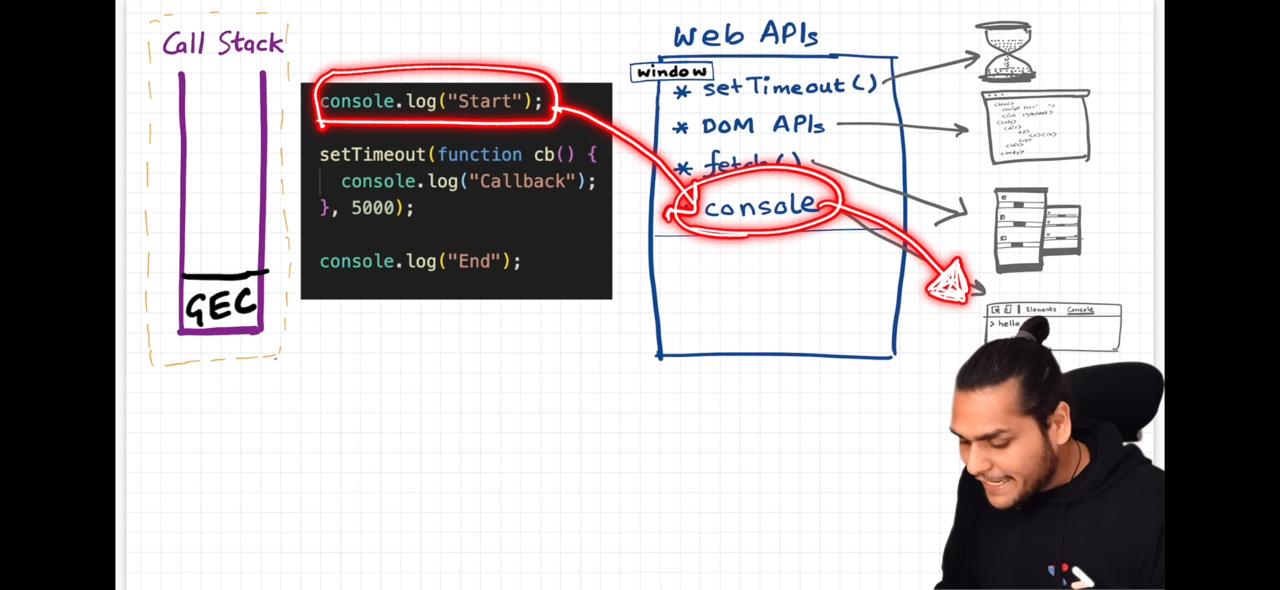 Call Stack
GEC
console.log("Start");
setTimeout(function cb() {
console.log("Callback");
}, 5000);
console.log("End");
Web APIs
window
* setTimeout()
* DOM APIs
* fetch()
console
Elements Console
> hello